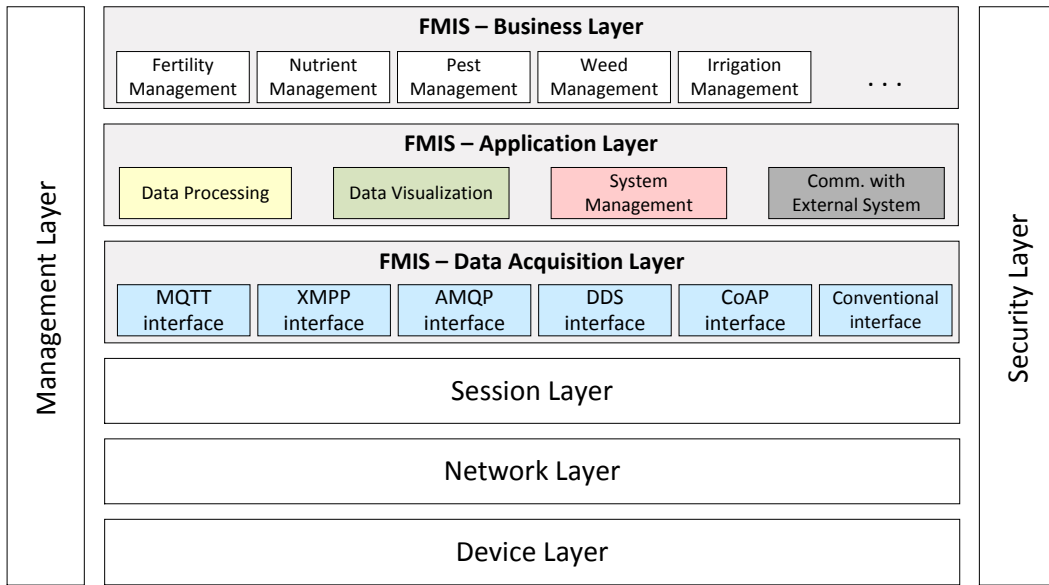 Management Layer
FMIS – Business Layer
Fertility
Management
Nutrient
Management
Pest
Management
Weed
Management
Irrigation
Management
. . .
FMIS – Application Layer
Data Processing
Data Visualization
System
Management
Comm. with
External System
FMIS – Data Acquisition Layer
MQTT
interface
XMPP
interface
AMQP
interface
DDS
interface
CoAP
interface
Conventional
interface
Session Layer
Network Layer
Device Layer
Security Layer